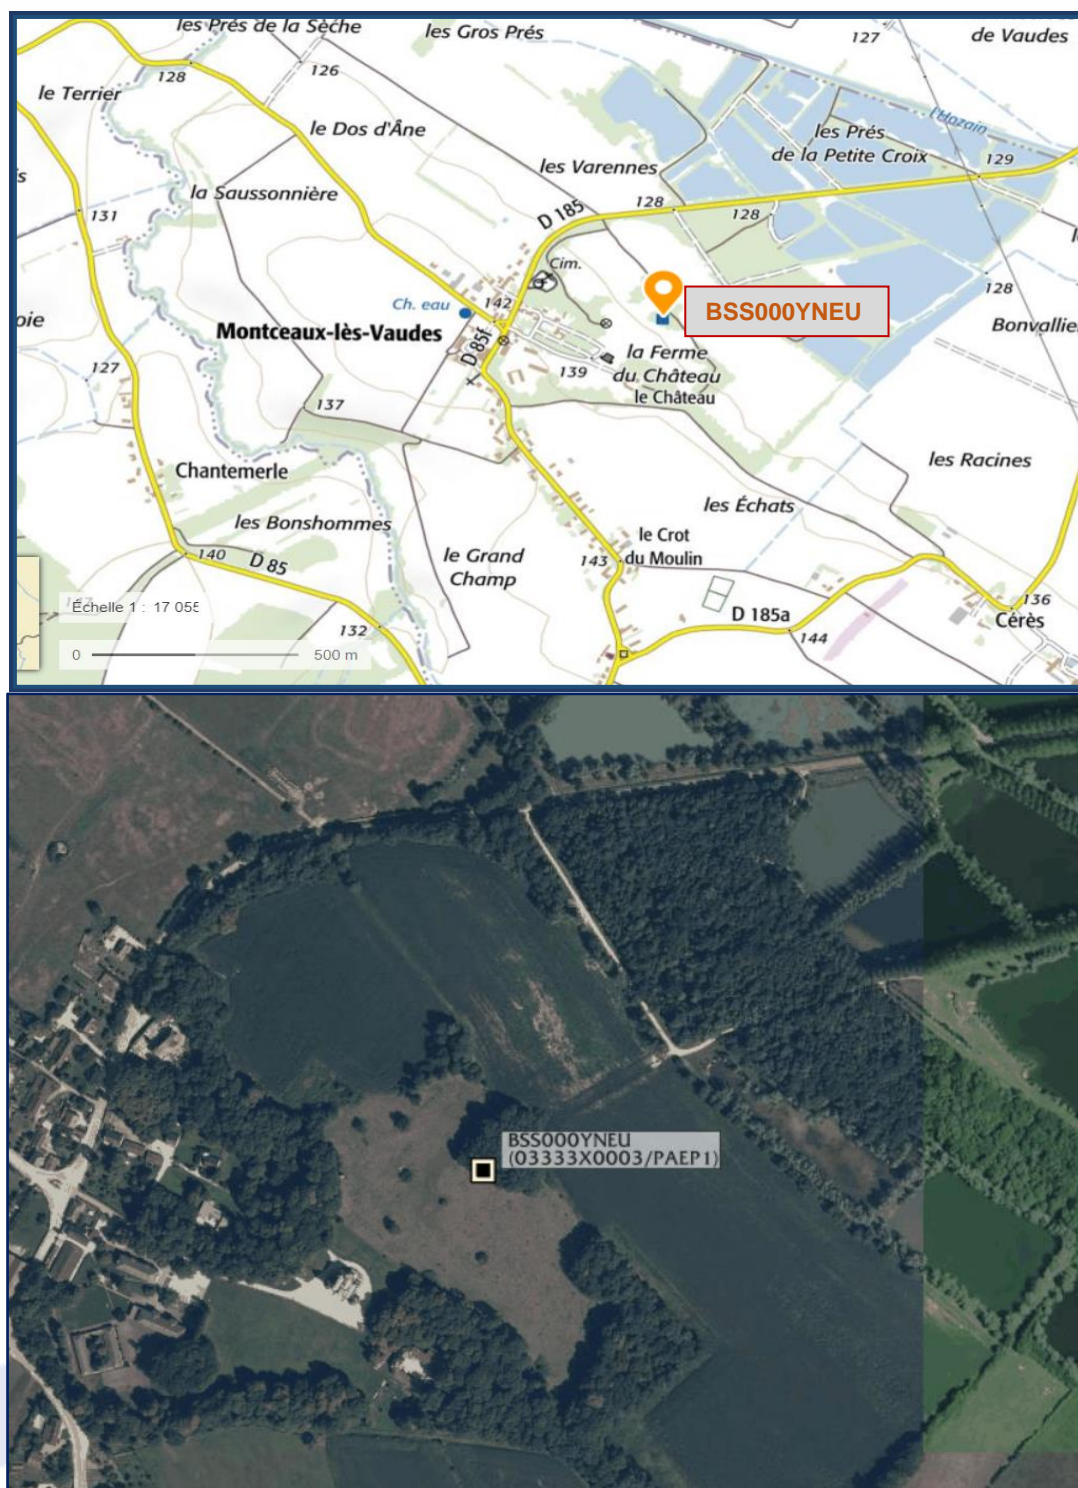 les Prés de la Sèche
les Gros Prés
127
de Vaudes
128
126
le Terrier
le Dos d'Âne
l'Hozain
les Prés
de la Petite Croix
129
les Varennes
la Saussonnière
131
D 185
128
128
Cim.
128
Ch. eau
142
BSS000YNEU
Bonvallie
oie
Montceaux-lès-Vaudes
D 85f
la Ferme
du Château
139
le Château
127
137
Chantemerle
les Racines
les Échats
les Bonshommes
le Crot
du Moulin
140
D 85
le Grand
Champ
143
136
Cérès
Échelle 1 : 17 055
D 185a
132
144
0
500 m
BSS000YNEU
(03333X0003/PAEP1)